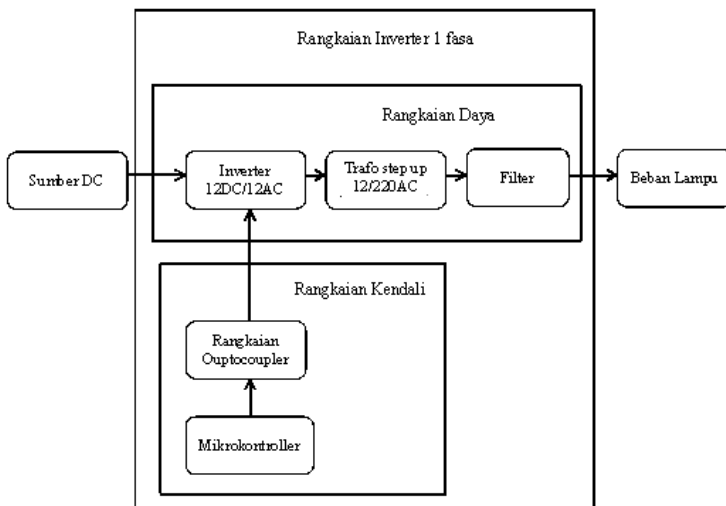 Rangkaian Inverter 1 fasa
Rangkaian Daya
Sumber DC
Inverter
12DC/12AC
Trafo step up
12/220AC
Filter
Beban Lampu
Rangkaian Kendali
Rangkaian
Ouptocoupler
Mikrokontroller